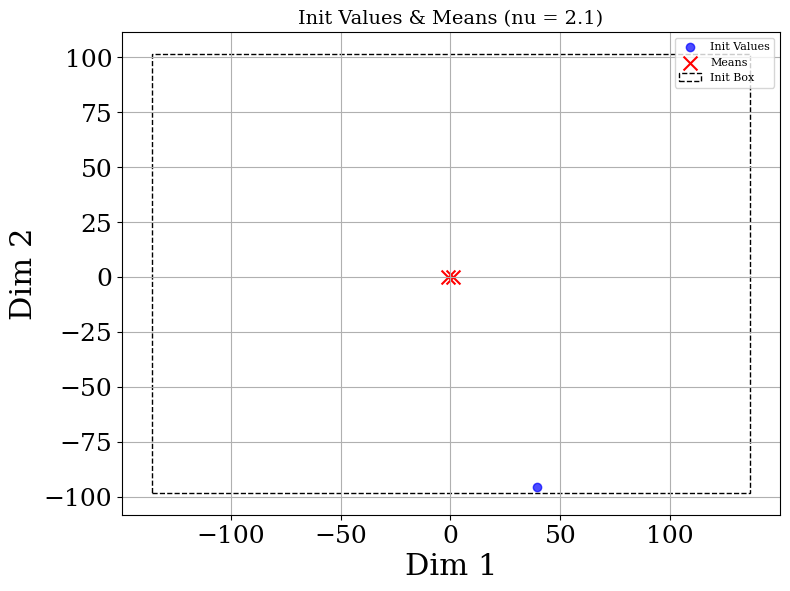 Init Values & Means (nu = 2.1)
Init Values
Means
Init Box
100
75
50
25
0
−25
−50
−75
−100
Dim 2
−100 −50 0 50 100
Dim 1